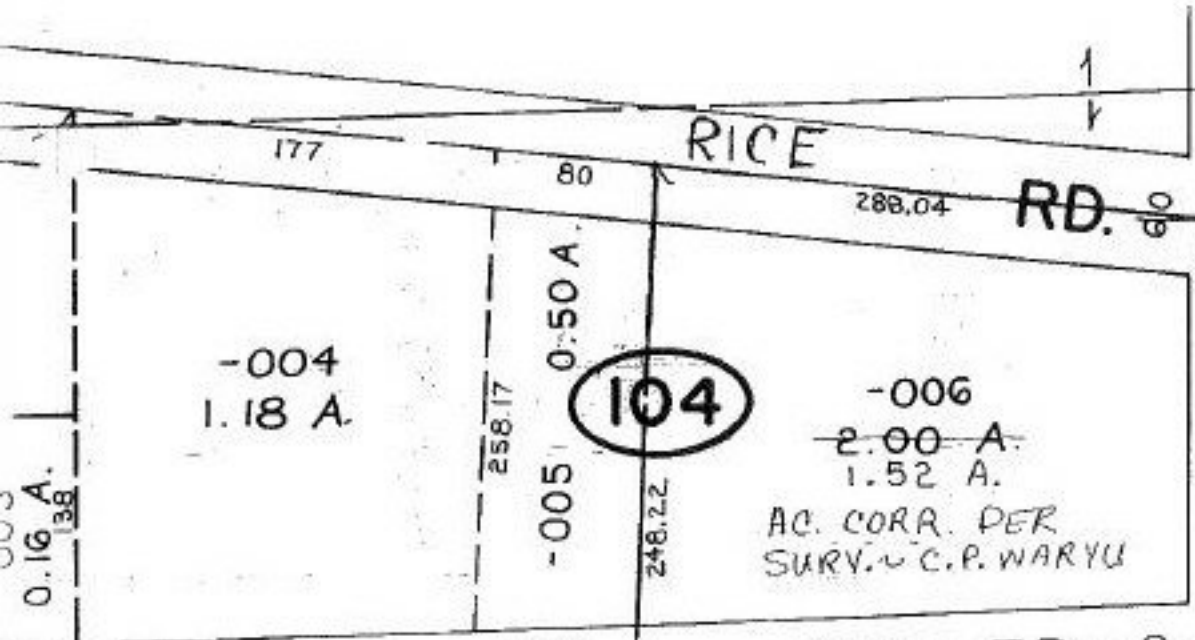 RICE
RD.
177
80
288.04
60
-004
1.18 A.
0.50 A.
-005
258.17
104
248.22
-006
2.00 A.
1.52 A.
AC. CORR. PER
SURV. ~ C.P. WARYU
0.16 A.
138